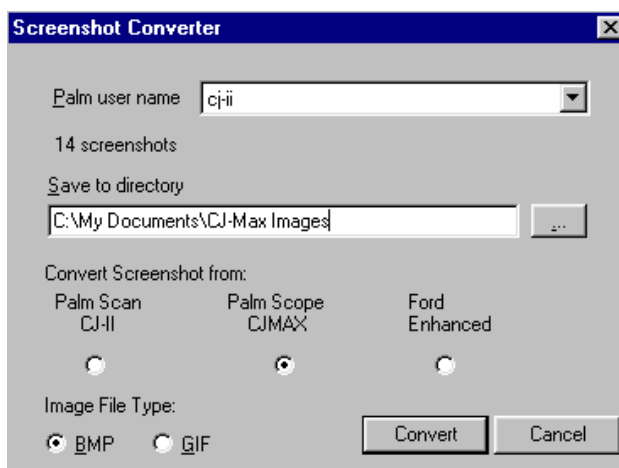 Screenshot Converter
Palm user name cj-ii
14 screenshots
Save to directory
C:\My Documents\CJ-Max Images
...
Convert Screenshot from:
Palm Scan Palm Scope Ford
CJ-II CJMAX Enhanced
Image File Type:
BMP GIF Convert Cancel